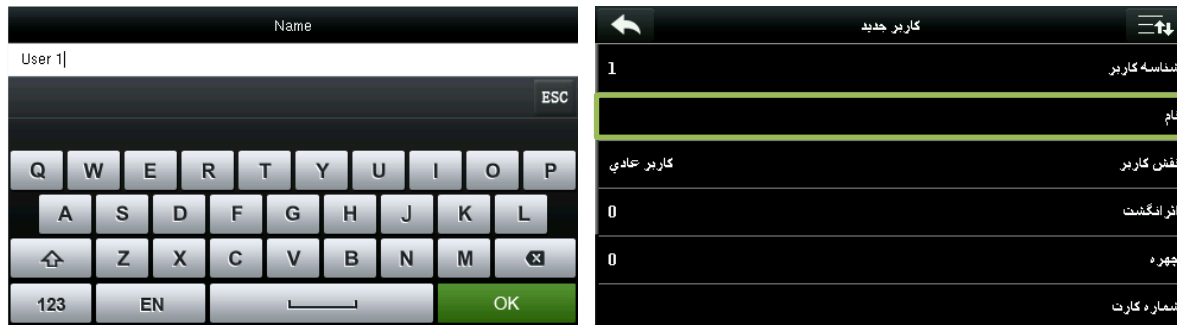 Name
User 1
ESC
Q W E R T Y U I O P
A S D F G H J K L
Z X C V B N M
123 EN OK
کاربر جدید
شناسه کاربر 1
نام
نقش کاربر کاربر عادي
اثر انگشت 0
چهره 0
شماره کارت